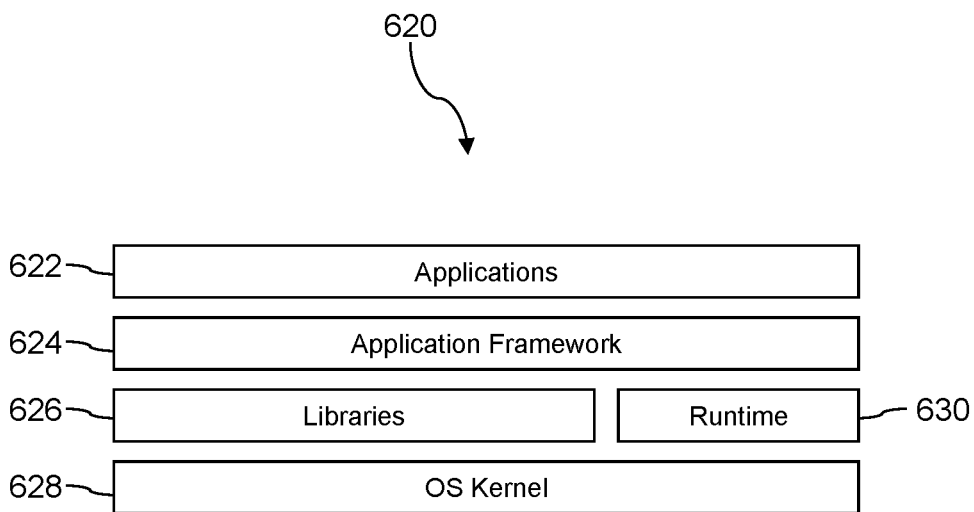 620
622 Applications
624 Application Framework
626 Libraries Runtime 630
628 OS Kernel